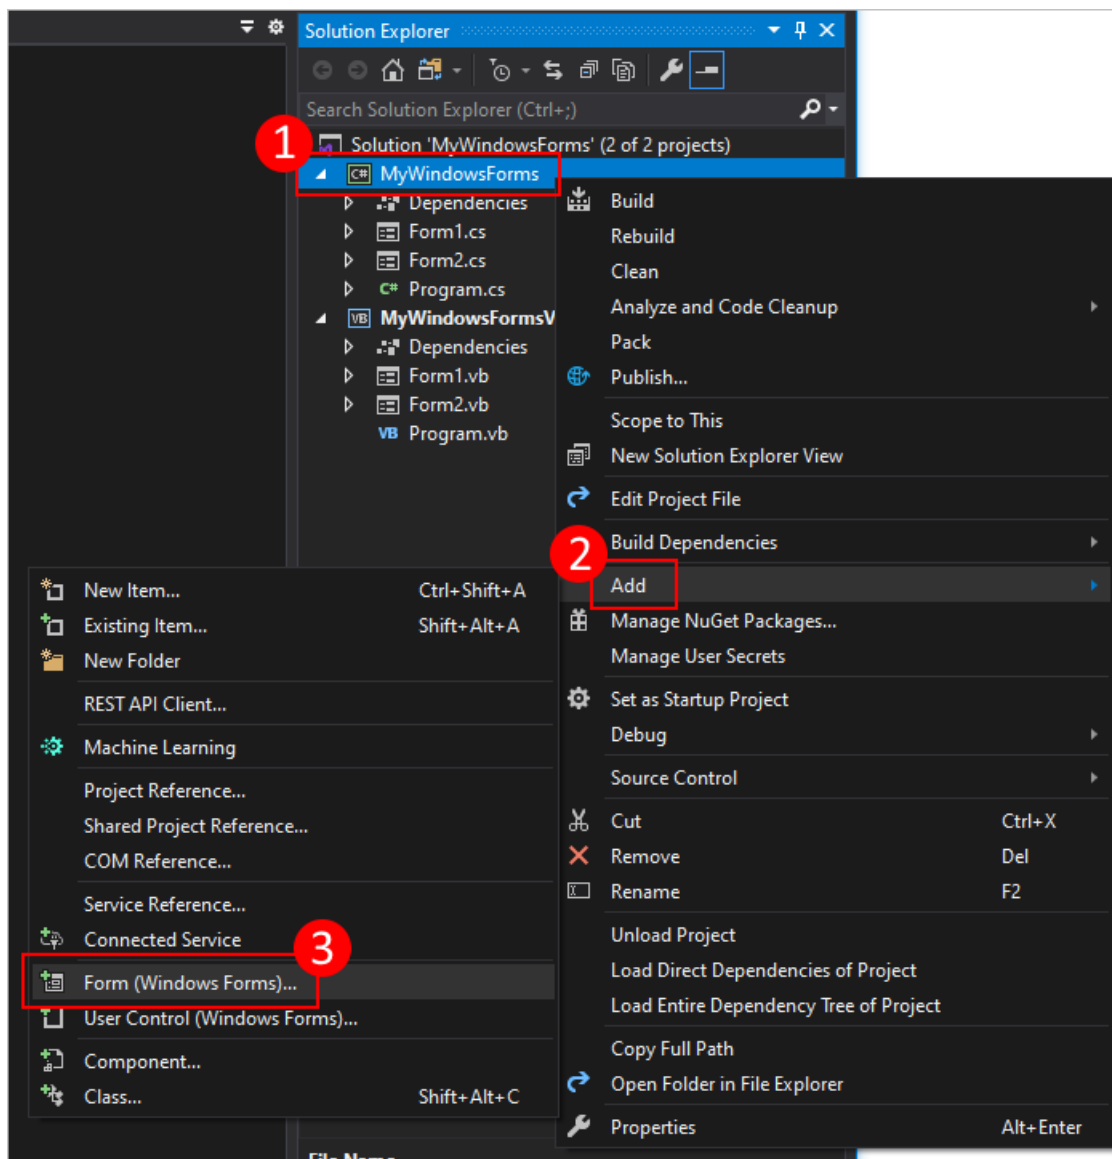 Solution Explorer
Search Solution Explorer (Ctrl+;)
1
Solution 'MyWindowsForms' (2 of 2 projects)
C# MyWindowsForms
Dependencies
Form1.cs
Form2.cs
C# Program.cs
VB MyWindowsFormsV
Dependencies
Form1.vb
Form2.vb
VB Program.vb
Build
Rebuild
Clean
Analyze and Code Cleanup
Pack
Publish...
Scope to This
New Solution Explorer View
Edit Project File
Build Dependencies
2
Add
Manage NuGet Packages...
Manage User Secrets
Set as Startup Project
Debug
Source Control
Cut Ctrl+X
Remove Del
Rename F2
Unload Project
Load Direct Dependencies of Project
Load Entire Dependency Tree of Project
Copy Full Path
Open Folder in File Explorer
Properties Alt+Enter
New Item... Ctrl+Shift+A
Existing Item... Shift+Alt+A
New Folder
REST API Client...
Machine Learning
Project Reference...
Shared Project Reference...
COM Reference...
Service Reference...
Connected Service
3
Form (Windows Forms)...
User Control (Windows Forms)...
Component...
Class... Shift+Alt+C
File Name